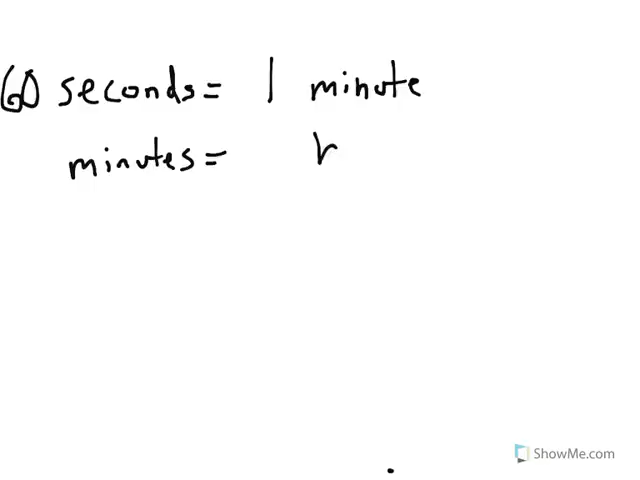 60 seconds = 1 minute
minutes = h
ShowMe.com